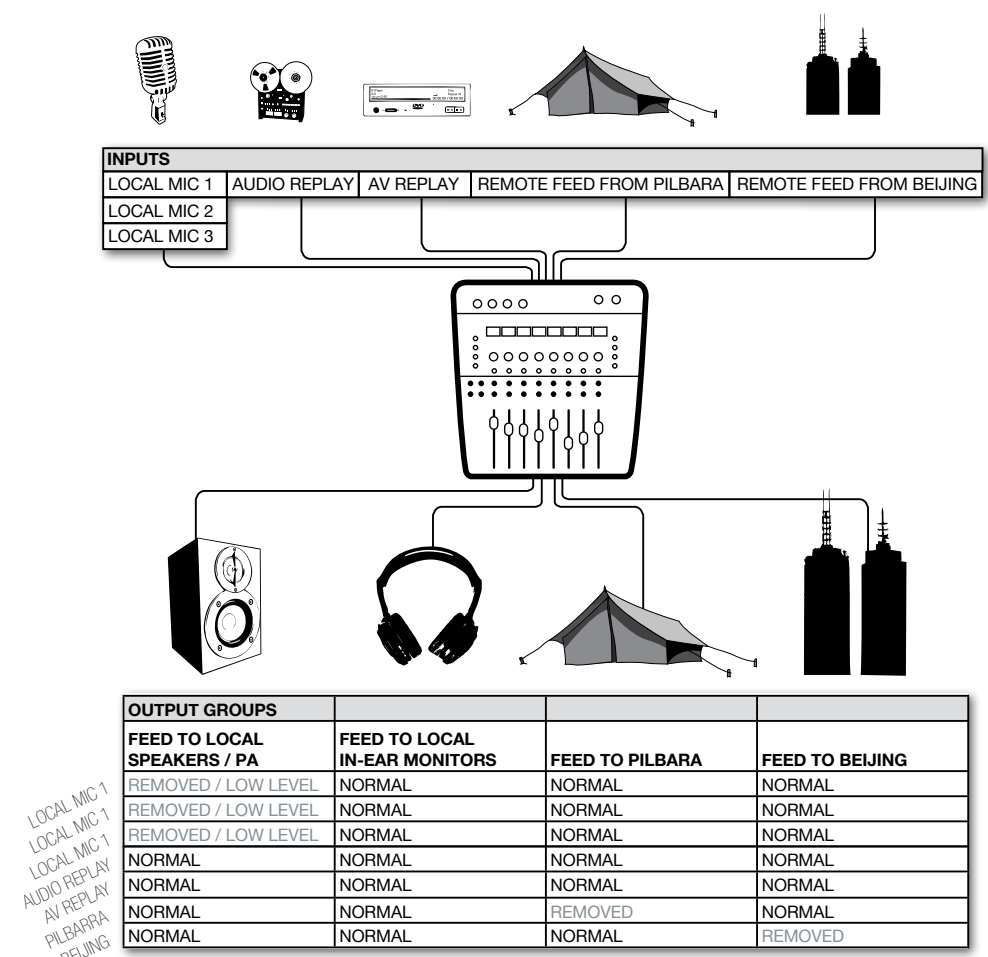 INPUTS
LOCAL MIC 1 AUDIO REPLAY AV REPLAY REMOTE FEED FROM PILBARA REMOTE FEED FROM BEIJING
LOCAL MIC 2
LOCAL MIC 3
OUTPUT GROUPS
FEED TO LOCAL SPEAKERS / PA FEED TO LOCAL IN-EAR MONITORS FEED TO PILBARA FEED TO BEIJING
LOCAL MIC 1 REMOVED / LOW LEVEL NORMAL NORMAL NORMAL
LOCAL MIC 1 REMOVED / LOW LEVEL NORMAL NORMAL NORMAL
LOCAL MIC 1 REMOVED / LOW LEVEL NORMAL NORMAL NORMAL
AUDIO REPLAY NORMAL NORMAL NORMAL NORMAL
AV REPLAY NORMAL NORMAL NORMAL NORMAL
PILBARRA NORMAL NORMAL REMOVED NORMAL
BEIJING NORMAL NORMAL NORMAL REMOVED